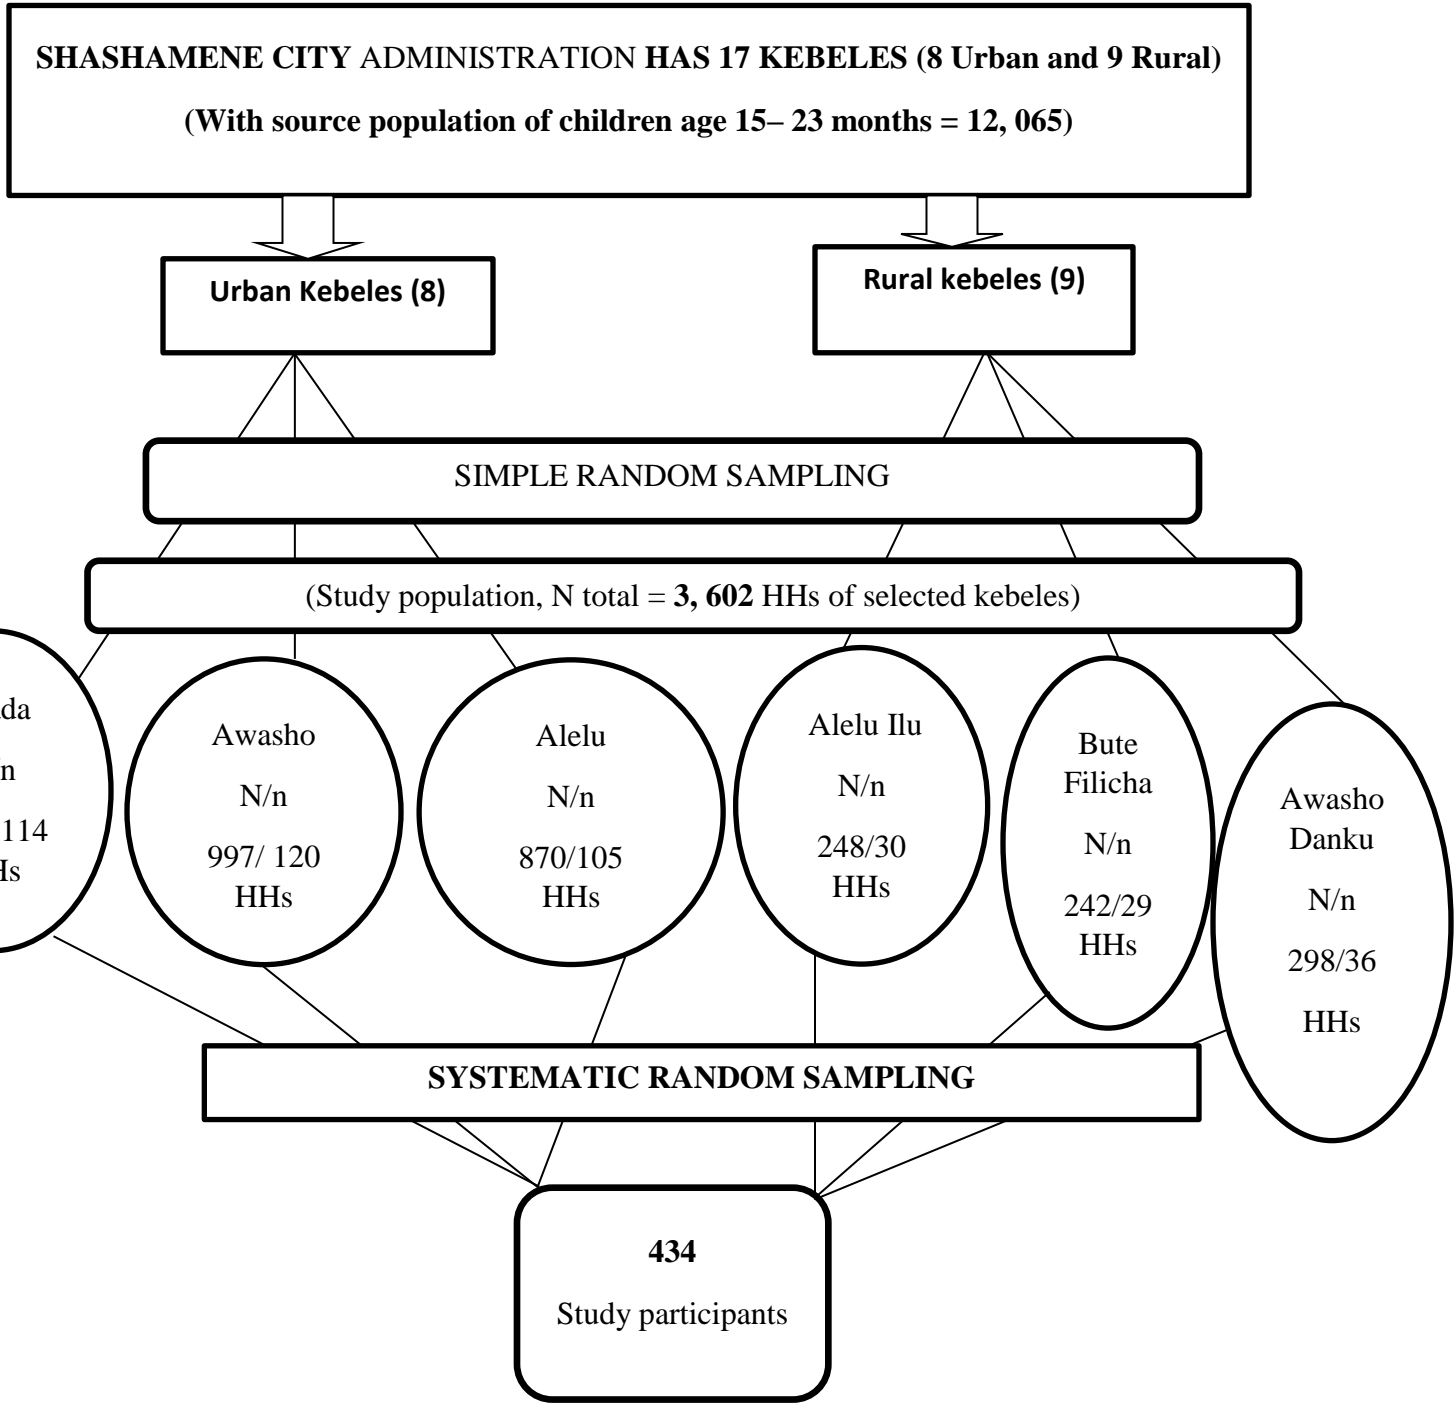 SHASHAMENE CITY ADMINISTRATION HAS 17 KEBELES (8 Urban and 9 Rural)
(With source population of children age 15– 23 months = 12, 065)
Urban Kebeles (8)
Rural kebeles (9)
SIMPLE RANDOM SAMPLING
(Study population, N total = 3, 602 HHs of selected kebeles)
da
n
114
Hs
Awasho
N/n
997/ 120
HHs
Alelu
N/n
870/105
HHs
Alelu Ilu
N/n
248/30
HHs
Bute
Filicha
N/n
242/29
HHs
Awasho
Danku
N/n
298/36
HHs
SYSTEMATIC RANDOM SAMPLING
434
Study participants